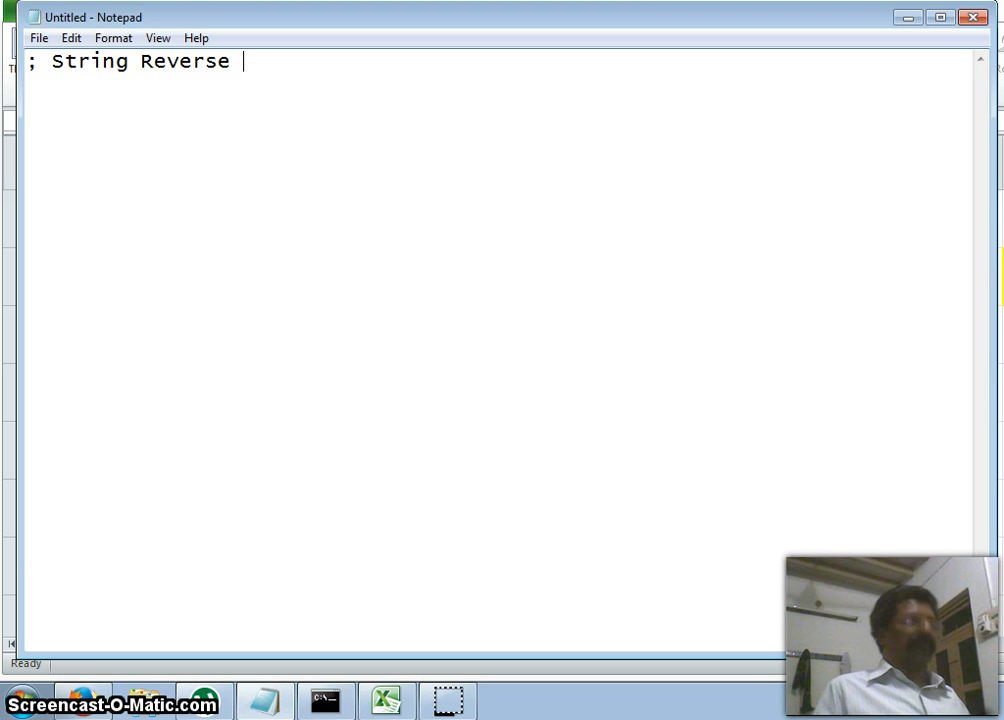 Untitled - Notepad
File Edit Format View Help
; String Reverse
Ready
C:\_
Screencast-O-Matic.com